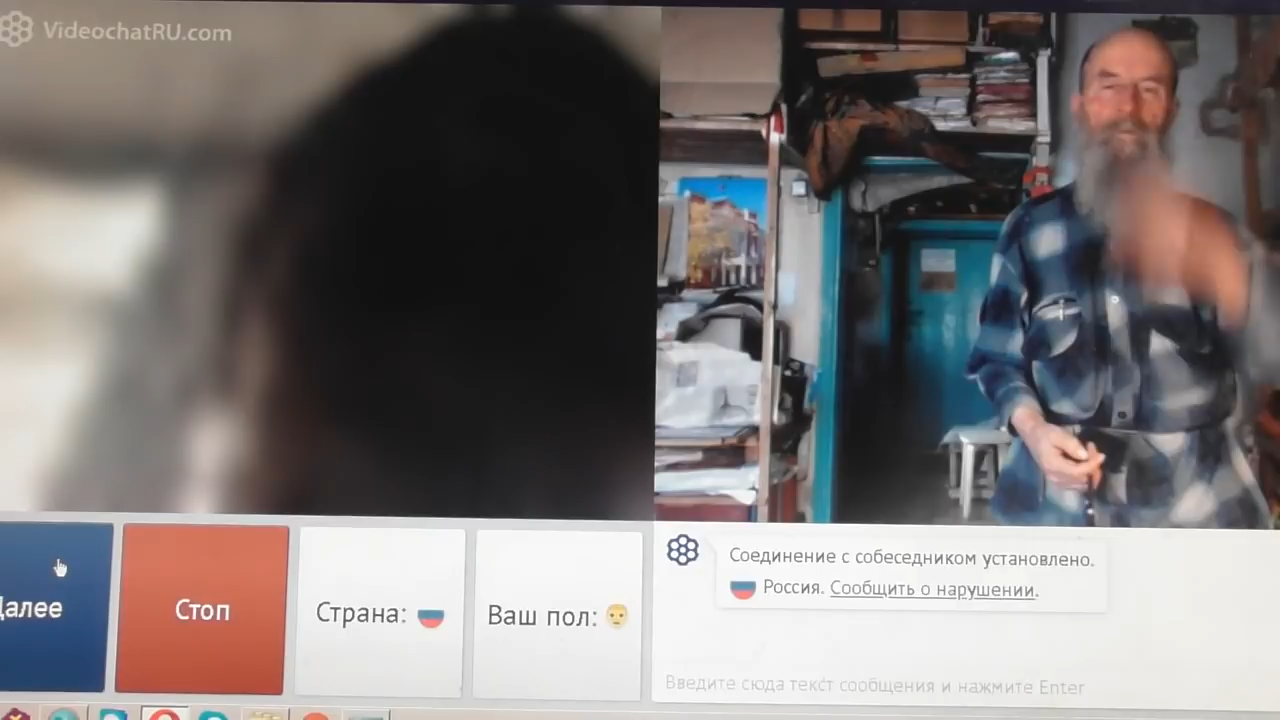 VideochatRU.com
Соединение с собеседником установлено.
Россия. Сообщить о нарушении.
Далее
Стоп
Страна:
Ваш пол:
Введите сюда текст сообщения и нажмите Enter